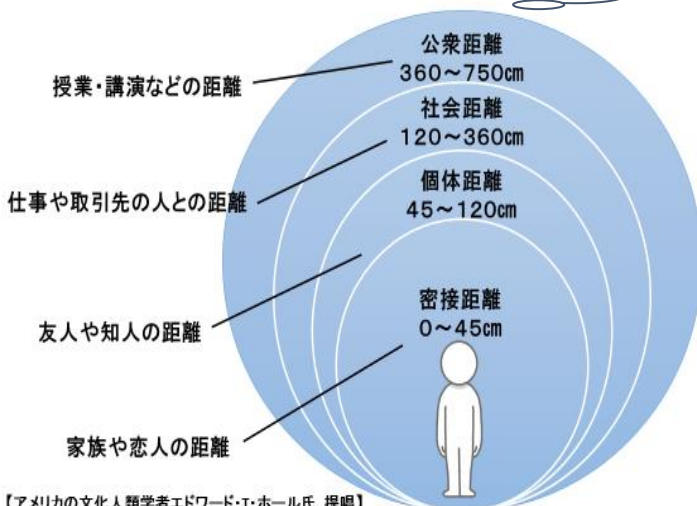 公衆距離
360～750㎝
授業・講演などの距離
社会距離
120～360㎝
仕事や取引先の人との距離
個体距離
45～120㎝
友人や知人の距離
密接距離
0～45㎝
家族や恋人の距離
【アメリカの文化人類学者エドワード・T・ホール氏 提唱】